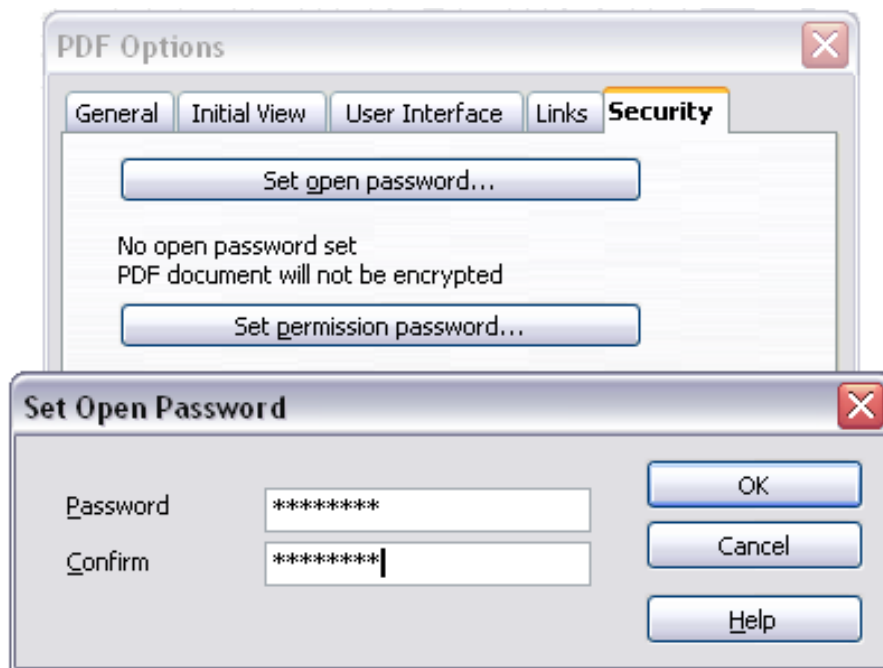 PDF Options
General Initial View User Interface Links Security
Set open password...
No open password set
PDF document will not be encrypted
Set permission password...
Set Open Password
Password ********
OK
Confirm ********
Cancel
Help